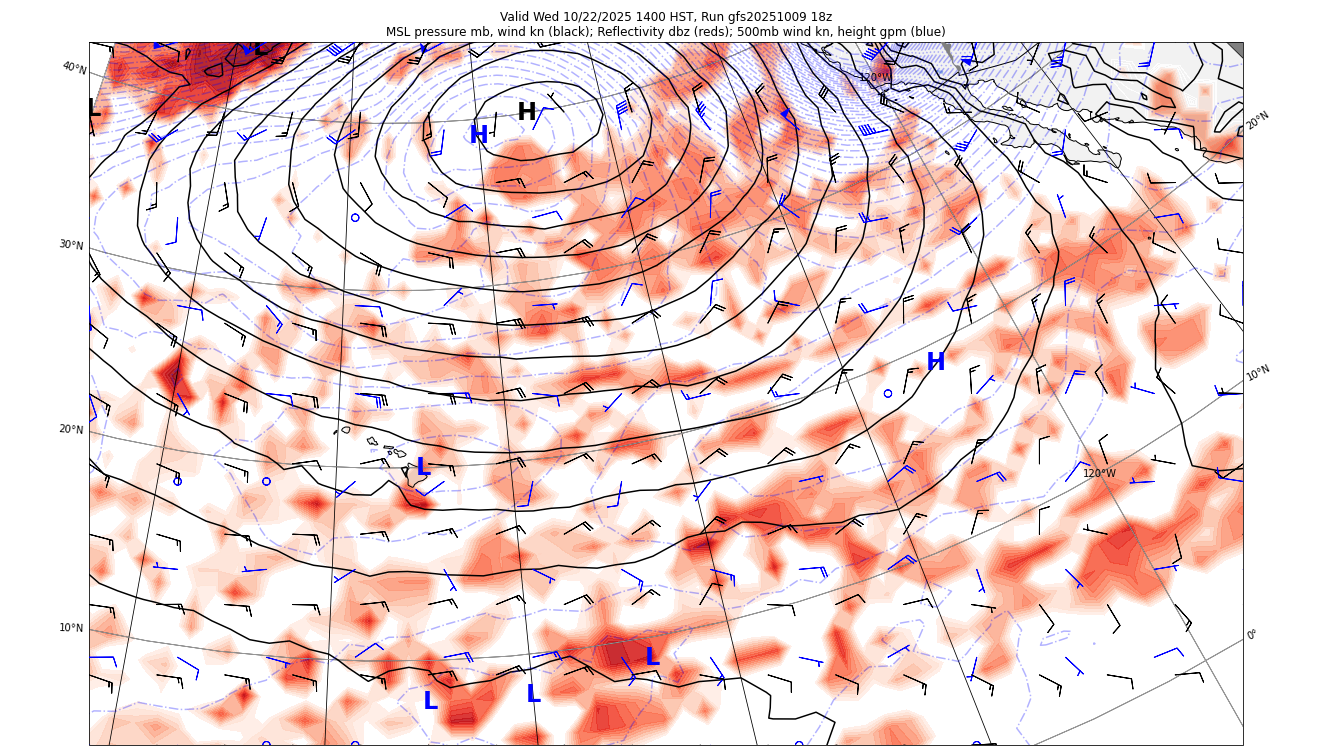 Valid Wed 10/22/2025 1400 HST, Run gfs20251009 18z
MSL pressure mb, wind kn (black); Reflectivity dbz (reds); 500mb wind kn, height gpm (blue)
L
40°N
120°W
L
H
H
20°N
30°N
H
10°N
20°N
L
120°W
10°N
0°
L
L
L